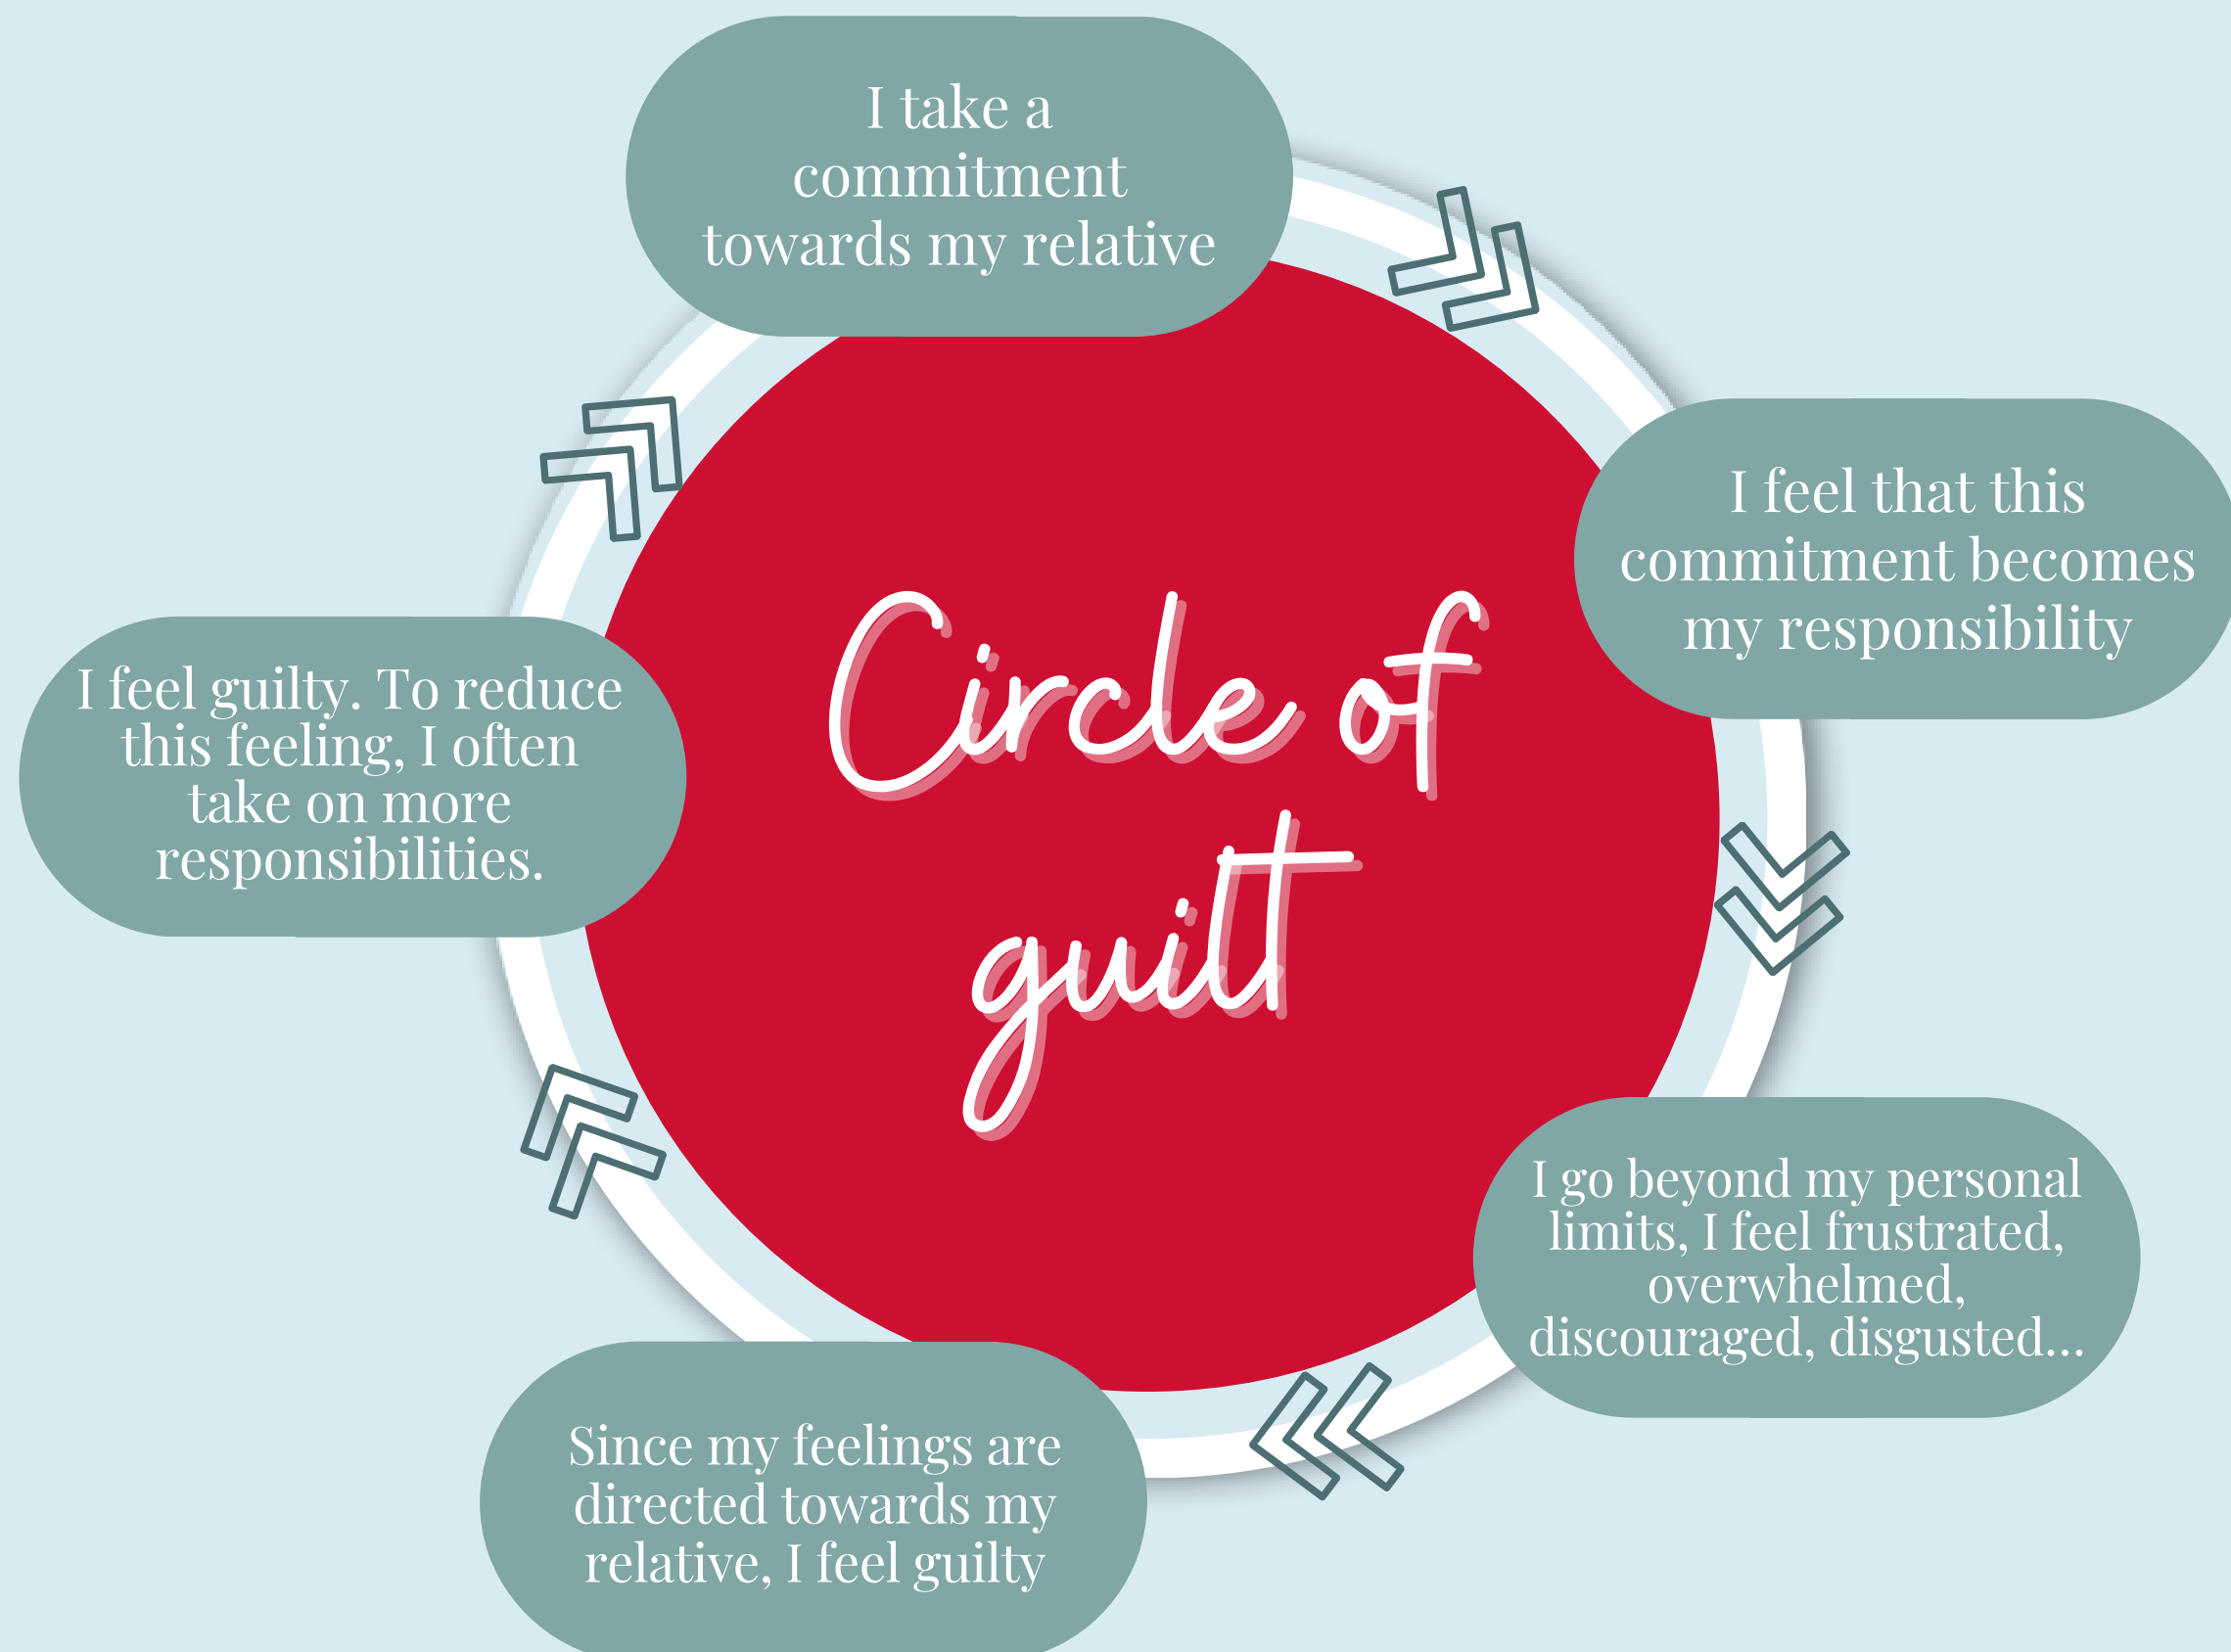 I take a
commitment
towards my relative
I feel that this
commitment becomes
my responsibility
Circle of
guilt
I feel guilty. To reduce
this feeling, I often
take on more
responsibilities.
I go beyond my personal
limits, I feel frustrated,
overwhelmed,
discouraged, disgusted...
Since my feelings are
directed towards my
relative, I feel guilty